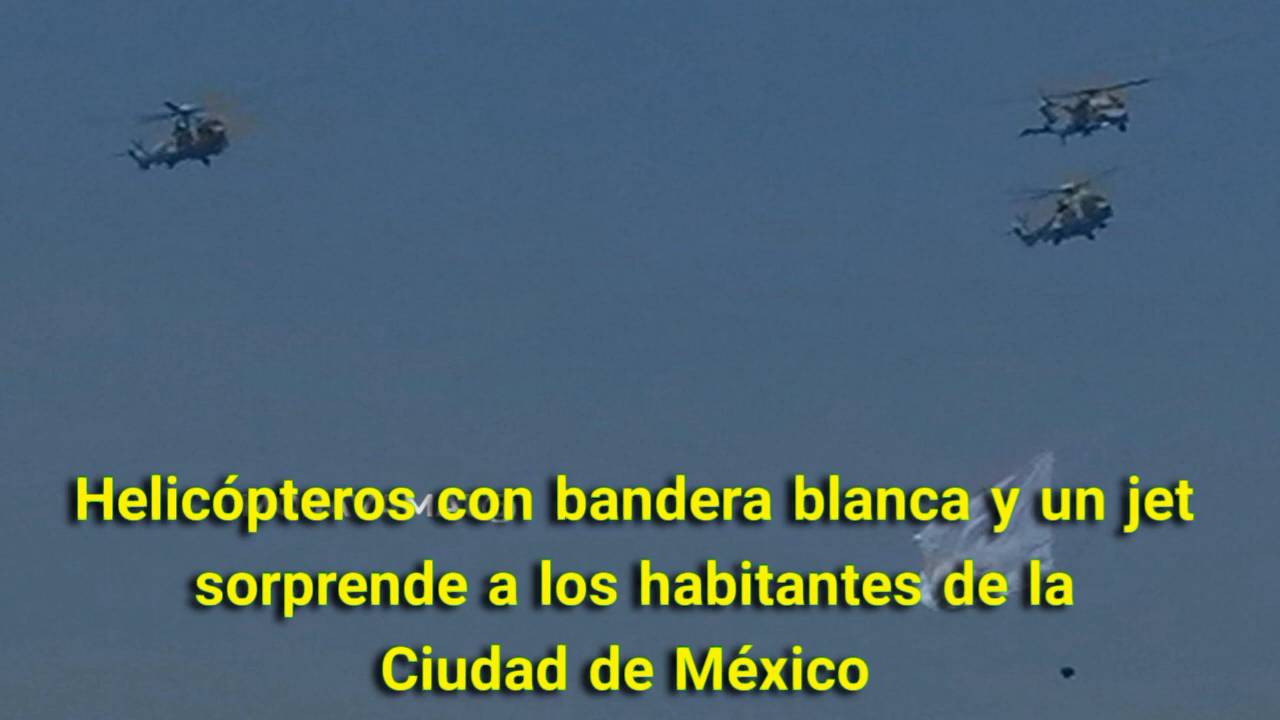 Helicópteros con bandera blanca y un jet
sorprende a los habitantes de la
Ciudad de México